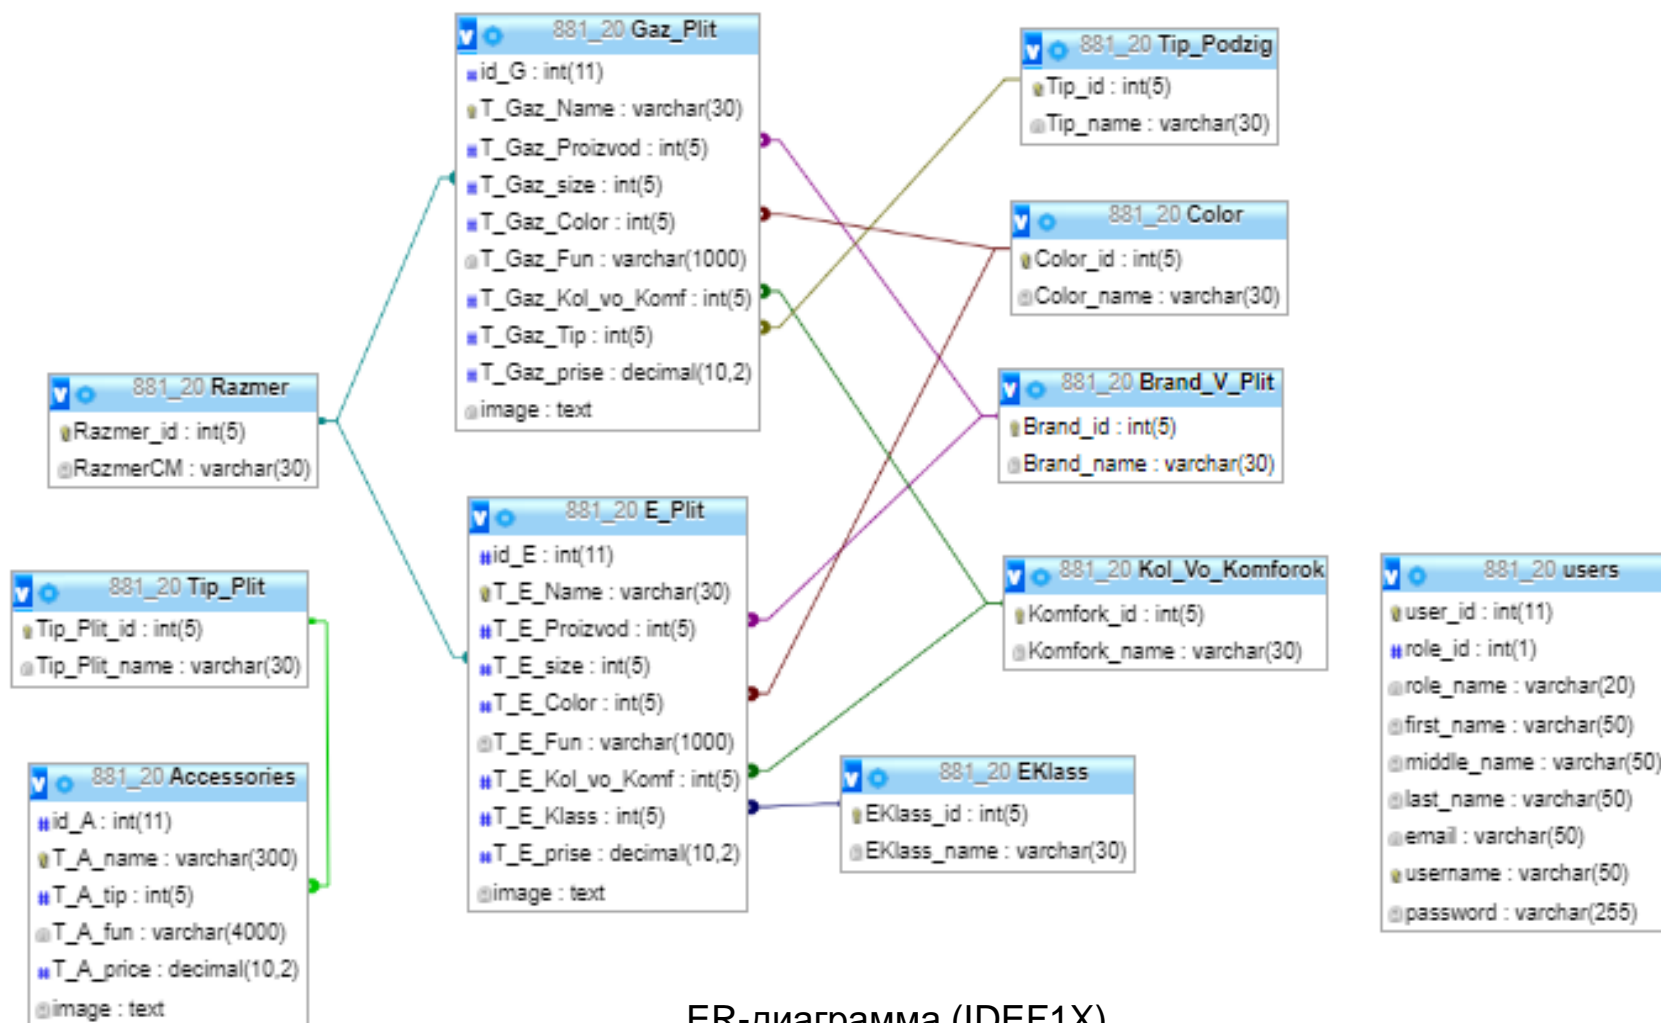 881_20 Gaz_Plit
id_G : int(11)
T_Gaz_Name : varchar(30)
T_Gaz_Proizvod : int(5)
T_Gaz_size : int(5)
T_Gaz_Color : int(5)
T_Gaz_Fun : varchar(1000)
T_Gaz_Kol_vo_Komf : int(5)
T_Gaz_Tip : int(5)
T_Gaz_prise : decimal(10,2)
image : text
881_20 Tip_Podzig
Tip_id : int(5)
Tip_name : varchar(30)
881_20 Color
Color_id : int(5)
Color_name : varchar(30)
881_20 Razmer
Razmer_id : int(5)
RazmerCM : varchar(30)
881_20 Brand_V_Plit
Brand_id : int(5)
Brand_name : varchar(30)
881_20 E_Plit
id_E : int(11)
T_E_Name : varchar(30)
T_E_Proizvod : int(5)
T_E_size : int(5)
T_E_Color : int(5)
T_E_Fun : varchar(1000)
T_E_Kol_vo_Komf : int(5)
T_E_Klass : int(5)
T_E_prise : decimal(10,2)
image : text
881_20 Kol_Vo_Komforok
Komfork_id : int(5)
Komfork_name : varchar(30)
881_20 users
user_id : int(11)
role_id : int(1)
role_name : varchar(20)
first_name : varchar(50)
middle_name : varchar(50)
last_name : varchar(50)
email : varchar(50)
username : varchar(50)
password : varchar(255)
881_20 Tip_Plit
Tip_Plit_id : int(5)
Tip_Plit_name : varchar(30)
881_20 Accessories
id_A : int(11)
T_A_name : varchar(300)
T_A_tip : int(5)
T_A_fun : varchar(4000)
T_A_price : decimal(10,2)
image : text
881_20 EKlass
EKlass_id : int(5)
EKlass_name : varchar(30)
ER-диаграмма (IDEF1X)